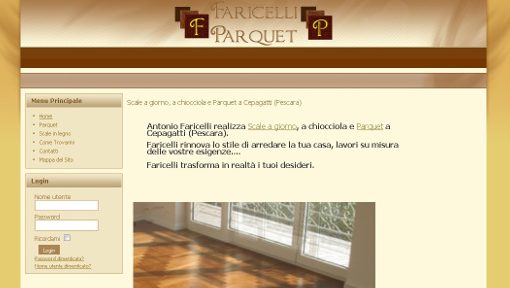 FARICELLI
F PARQUET P
Menu Principale
Home
Parquet
Scale in legno
Come Trovarmi
Contatti
Mappa del Sito
Login
Nome utente
Password
Ricordami
Login
Password dimenticata?
Nome utente dimenticato?
Scale a giorno, a chiocciola e Parquet a Cepagatti (Pescara)
Antonio Faricelli realizza Scale a giorno, a chiocciola e Parquet a
Cepagatti (Pescara).
Faricelli rinnova lo stile di arredare la tua casa, lavori su misura
delle vostre esigenze....
Faricelli trasforma in realtà i tuoi desideri.